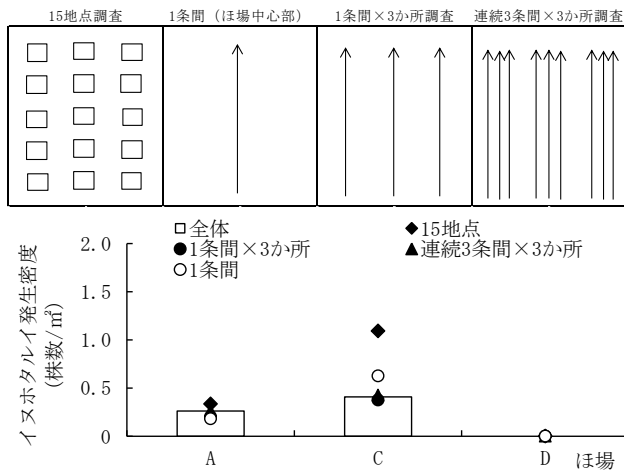 15地点調査 1条間（ほ場中心部） 1条間×3か所調査 連続3条間×3か所調査
全体 15地点
1条間×3か所 連続3条間×3か所
1条間
イヌホタルイ発生密度
(株数/㎡)
2.0
1.5
1.0
0.5
0.0
A C D ほ場